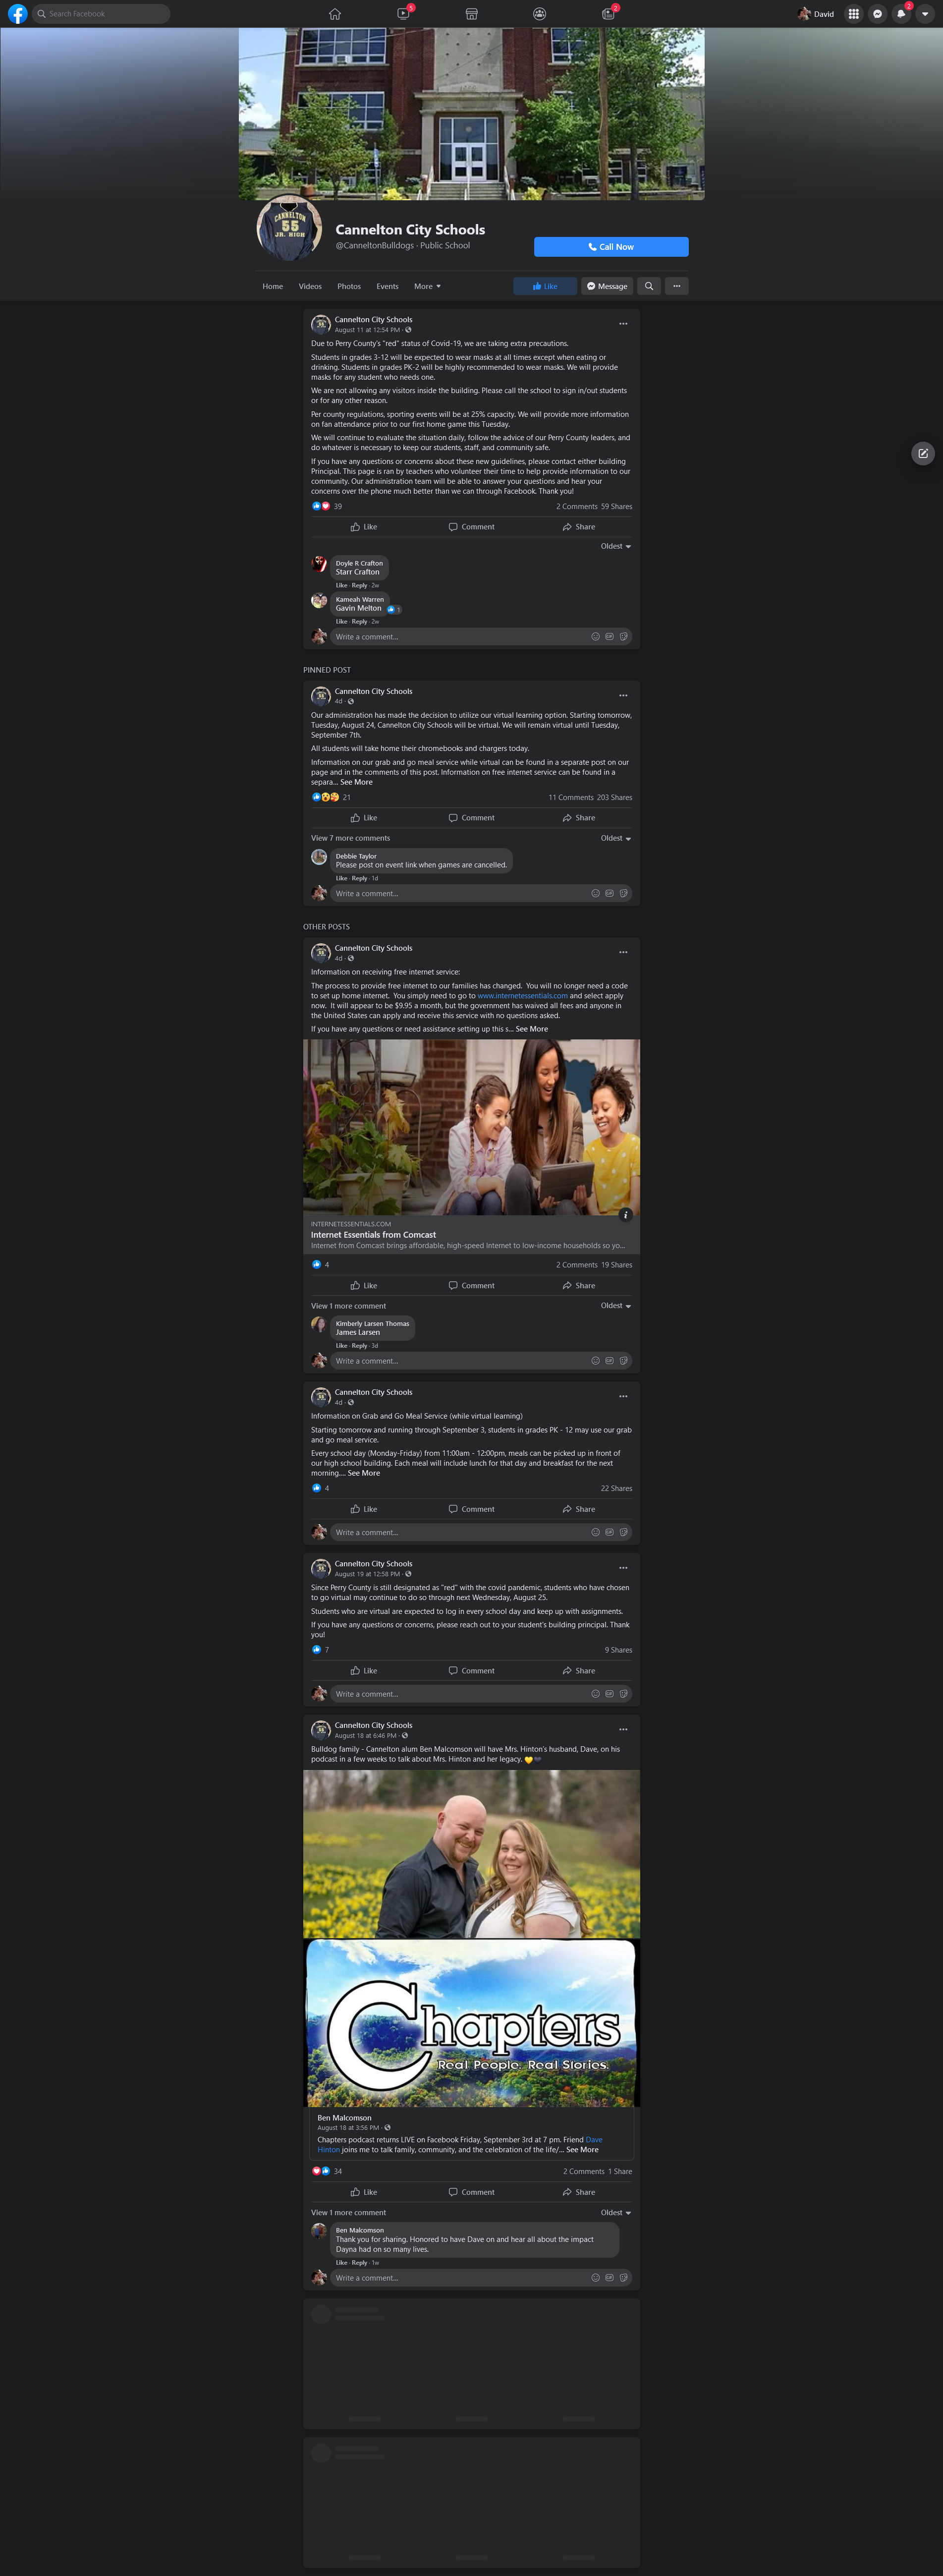 Search Facebook
5
2
David
2
CANNELTON
55
JR. HIGH
Cannelton City Schools
@CanneltonBulldogs · Public School
Call Now
Home Videos Photos Events More
Like Message
Cannelton City Schools
August 11 at 12:54 PM ·
Due to Perry County's "red" status of Covid-19, we are taking extra precautions.
Students in grades 3-12 will be expected to wear masks at all times except when eating or
drinking. Students in grades PK-2 will be highly recommended to wear masks. We will provide
masks for any student who needs one.
We are not allowing any visitors inside the building. Please call the school to sign in/out students
or for any other reason.
Per county regulations, sporting events will be at 25% capacity. We will provide more information
on fan attendance prior to our first home game this Tuesday.
We will continue to evaluate the situation daily, follow the advice of our Perry County leaders, and
do whatever is necessary to keep our students, staff, and community safe.
If you have any questions or concerns about these new guidelines, please contact either building
Principal. This page is ran by teachers who volunteer their time to help provide information to our
community. Our administration team will be able to answer your questions and hear your
concerns over the phone much better than we can through Facebook. Thank you!
39 2 Comments 59 Shares
Like Comment Share
Oldest
Doyle R Crafton
Starr Crafton
Like · Reply · 2w
Kameah Warren
Gavin Melton 1
Like · Reply · 2w
Write a comment...
PINNED POST
Cannelton City Schools
4d ·
Our administration has made the decision to utilize our virtual learning option. Starting tomorrow,
Tuesday, August 24, Cannelton City Schools will be virtual. We will remain virtual until Tuesday,
September 7th.
All students will take home their chromebooks and chargers today.
Information on our grab and go meal service while virtual can be found in a separate post on our
page and in the comments of this post. Information on free internet service can be found in a
separa... See More
21 11 Comments 203 Shares
Like Comment Share
View 7 more comments Oldest
Debbie Taylor
Please post on event link when games are cancelled.
Like · Reply · 1d
Write a comment...
OTHER POSTS
Cannelton City Schools
4d ·
Information on receiving free internet service:
The process to provide free internet to our families has changed. You will no longer need a code
to set up home internet. You simply need to go to www.internetessentials.com and select apply
now. It will appear to be $9.95 a month, but the government has waived all fees and anyone in
the United States can apply and receive this service with no questions asked.
If you have any questions or need assistance setting up this s... See More
INTERNETESSENTIALS.COM
Internet Essentials from Comcast
Internet from Comcast brings affordable, high-speed Internet to low-income households so yo...
4 2 Comments 19 Shares
Like Comment Share
View 1 more comment Oldest
Kimberly Larsen Thomas
James Larsen
Like · Reply · 3d
Write a comment...
Cannelton City Schools
4d ·
Information on Grab and Go Meal Service (while virtual learning)
Starting tomorrow and running through September 3, students in grades PK - 12 may use our grab
and go meal service.
Every school day (Monday-Friday) from 11:00am - 12:00pm, meals can be picked up in front of
our high school building. Each meal will include lunch for that day and breakfast for the next
morning.... See More
4 22 Shares
Like Comment Share
Write a comment...
Cannelton City Schools
August 19 at 12:58 PM ·
Since Perry County is still designated as "red" with the covid pandemic, students who have chosen
to go virtual may continue to do so through next Wednesday, August 25.
Students who are virtual are expected to log in every school day and keep up with assignments.
If you have any questions or concerns, please reach out to your student's building principal. Thank
you!
7 9 Shares
Like Comment Share
Write a comment...
Cannelton City Schools
August 18 at 6:46 PM ·
Bulldog family - Cannelton alum Ben Malcomson will have Mrs. Hinton's husband, Dave, on his
podcast in a few weeks to talk about Mrs. Hinton and her legacy. 💛🖤
Chapters
Real People. Real Stories.
Ben Malcomson
August 18 at 3:56 PM ·
Chapters podcast returns LIVE on Facebook Friday, September 3rd at 7 pm. Friend Dave
Hinton joins me to talk family, community, and the celebration of the life/... See More
34 2 Comments 1 Share
Like Comment Share
View 1 more comment Oldest
Ben Malcomson
Thank you for sharing. Honored to have Dave on and hear all about the impact
Dayna had on so many lives.
Like · Reply · 1w
Write a comment...